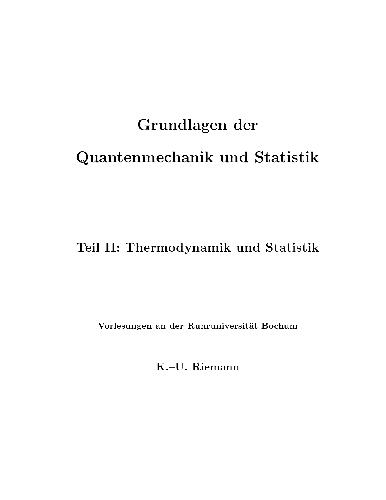 Grundlagen der
Quantenmechanik und Statistik
Teil II: Thermodynamik und Statistik
Vorlesungen an der Ruhruniversität Bochum
K.–U. Riemann